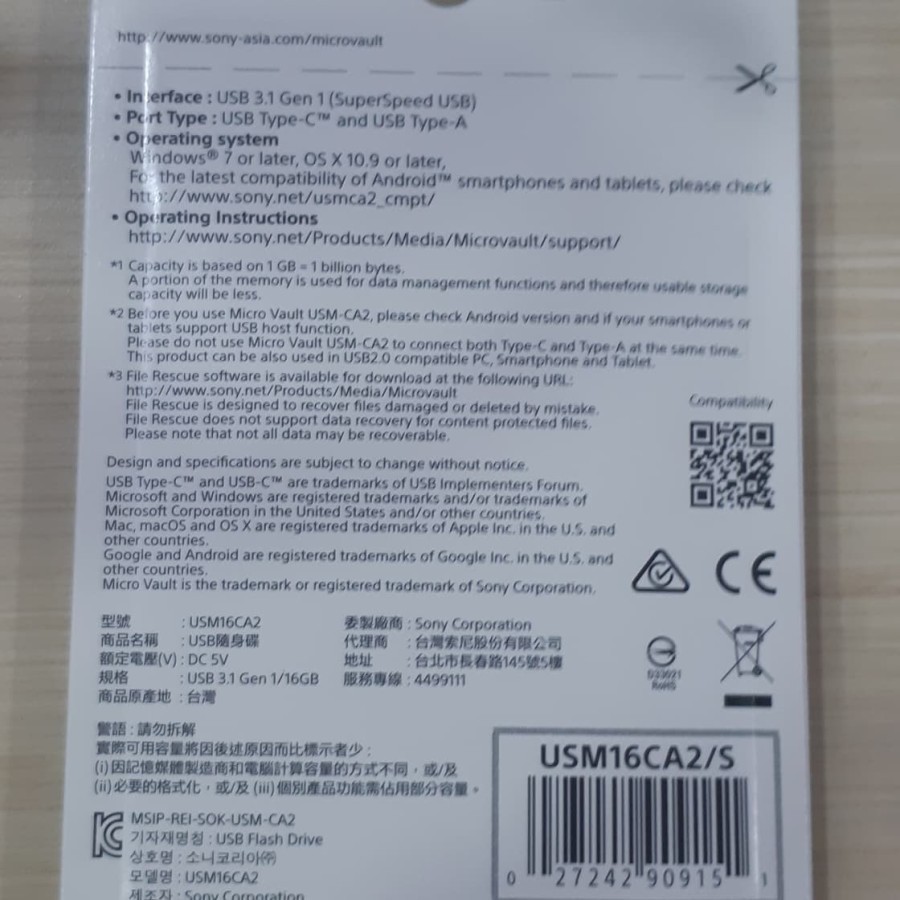 http://www.sony-asia.com/microvault
• Interface : USB 3.1 Gen 1 (SuperSpeed USB)
• Port Type : USB Type-C™ and USB Type-A
• Operating system
Windows® 7 or later, OS X 10.9 or later,
For the latest compatibility of Android™ smartphones and tablets, please check
http://www.sony.net/usmca2_cmpt/
• Operating Instructions
http://www.sony.net/Products/Media/Microvault/support/
*1 Capacity is based on 1 GB = 1 billion bytes.
A portion of the memory is used for data management functions and therefore usable storage
capacity will be less.
*2 Before you use Micro Vault USM-CA2, please check Android version and if your smartphones or
tablets support USB host function.
Please do not use Micro Vault USM-CA2 to connect both Type-C and Type-A at the same time.
This product can be also used in USB2.0 compatible PC, Smartphone and Tablet.
*3 File Rescue software is available for download at the following URL:
http://www.sony.net/Products/Media/Microvault
File Rescue is designed to recover files damaged or deleted by mistake.
File Rescue does not support data recovery for content protected files.
Please note that not all data may be recoverable.
Compatibility
Design and specifications are subject to change without notice.
USB Type-C™ and USB-C™ are trademarks of USB Implementers Forum.
Microsoft and Windows are registered trademarks and/or trademarks of
Microsoft Corporation in the United States and/or other countries.
Mac, macOS and OS X are registered trademarks of Apple Inc. in the U.S. and
other countries.
Google and Android are registered trademarks of Google Inc. in the U.S. and
other countries.
Micro Vault is the trademark or registered trademark of Sony Corporation.
CE
型號 : USM16CA2
商品名稱 : USB隨身碟
額定電壓(V) : DC 5V
規格 : USB 3.1 Gen 1/16GB
商品原產地 : 台灣
委製廠商 : Sony Corporation
代理商 : 台灣索尼股份有限公司
地址 : 台北市長春路145號5樓
服務專線 : 4499111
D33021
RoHS
警語 : 請勿拆解
實際可用容量將因後述原因而比標示者少 :
(i)因記憶媒體製造商和電腦計算容量的方式不同，或/及
(ii)必要的格式化，或/及 (iii)個別產品功能需佔用部分容量。
MSIP-REI-SOK-USM-CA2
기자재명칭 : USB Flash Drive
상호명 : 소니코리아㈜
모델명 : USM16CA2
제조자 : Sony Corporation
USM16CA2/S
0 27242 90915 1